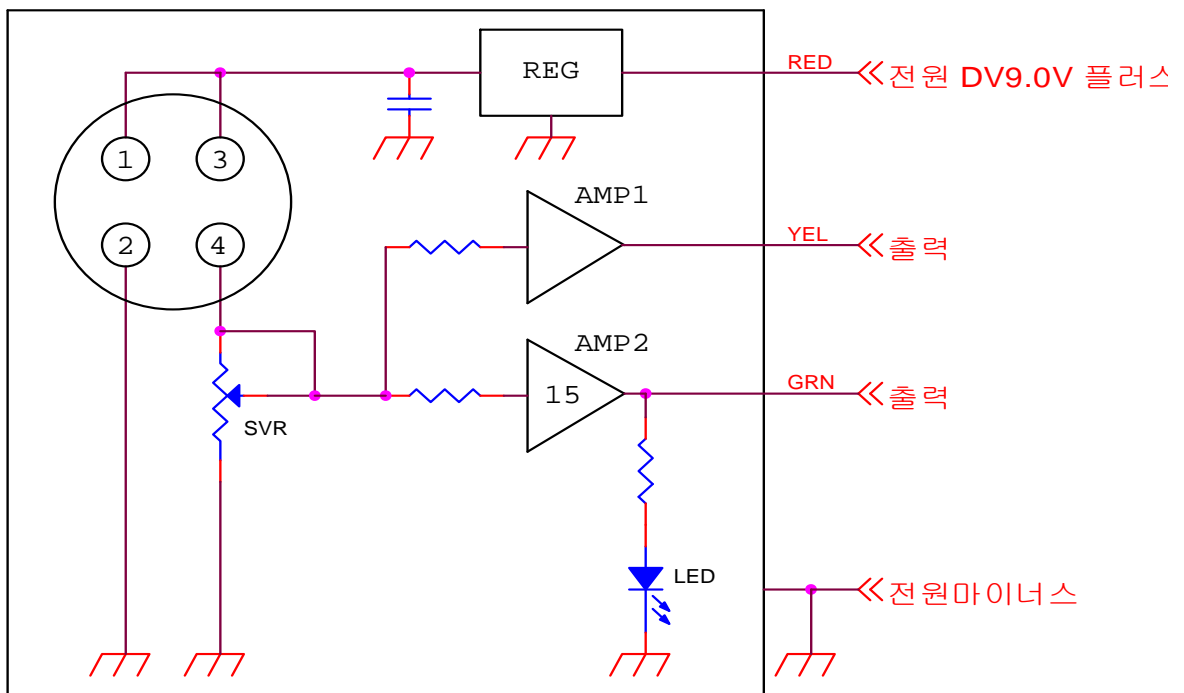 REG
RED
전원 DV9.0V 플러스
1
3
AMP1
2
4
YEL
출력
AMP2
15
GRN
출력
SVR
LED
전원마이너스